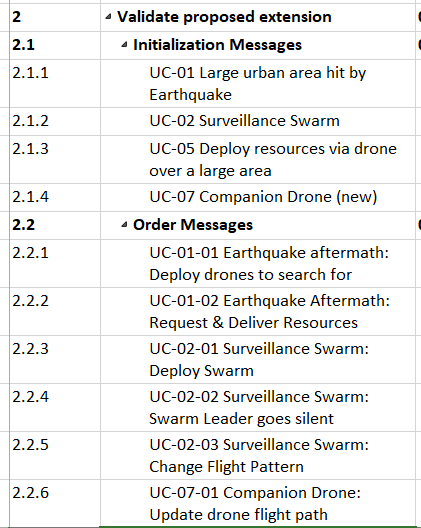 2 Validate proposed extension
2.1 Initialization Messages
2.1.1 UC-01 Large urban area hit by
Earthquake
2.1.2 UC-02 Surveillance Swarm
2.1.3 UC-05 Deploy resources via drone
over a large area
2.1.4 UC-07 Companion Drone (new)
2.2 Order Messages
2.2.1 UC-01-01 Earthquake aftermath:
Deploy drones to search for
2.2.2 UC-01-02 Earthquake Aftermath:
Request & Deliver Resources
2.2.3 UC-02-01 Surveillance Swarm:
Deploy Swarm
2.2.4 UC-02-02 Surveillance Swarm:
Swarm Leader goes silent
2.2.5 UC-02-03 Surveillance Swarm:
Change Flight Pattern
2.2.6 UC-07-01 Companion Drone:
Update drone flight path